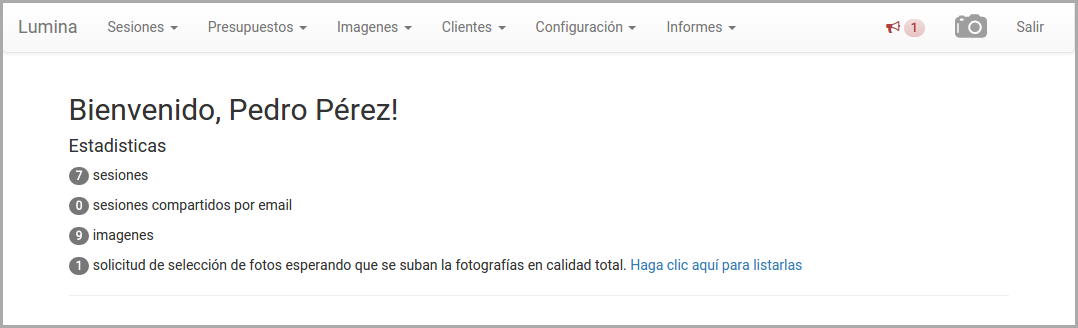 Lumina Sesiones Presupuestos Imagenes Clientes Configuración Informes 1 Salir
Bienvenido, Pedro Pérez!
Estadisticas
7 sesiones
0 sesiones compartidos por email
9 imagenes
1 solicitud de selección de fotos esperando que se suban la fotografías en calidad total. Haga clic aquí para listarlas